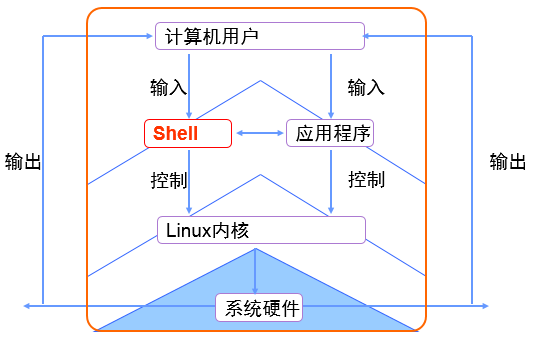 计算机用户
输入
输入
Shell
应用程序
输出
输出
控制
控制
Linux内核
系统硬件